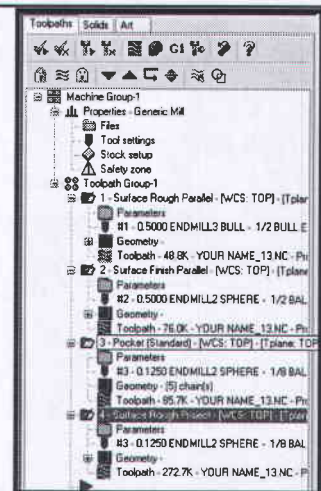 Toolpaths Solids Art
G1
Machine Group-1
Properties - Generic Mill
Files
Tool settings
Stock setup
Safety zone
Toolpath Group-1
1 - Surface Rough Parallel - [WCS: TOP] - [Tplan
Parameters
#1 - 0.5000 ENDMILL3 BULL - 1/2 BULL E
Geometry -
Toolpath - 48.8K - YOUR NAME_13.NC - Pr
2 - Surface Finish Parallel - [WCS: TOP] - [Tplane
Parameters
#2 - 0.5000 ENDMILL2 SPHERE - 1/2 BAL
Geometry -
Toolpath - 76.0K - YOUR NAME_13.NC - Pr
3 - Pocket (Standard) - [WCS: TOP] - [Tplane: TOP
Parameters
#3 - 0.1250 ENDMILL2 SPHERE - 1/8 BAL
Geometry - (5) chain(s)
Toolpath - 85.7K - YOUR NAME_13.NC - Pr
4 - Surface Rough Project - [WCS: TOP] - [Tplan
Parameters
#3 - 0.1250 ENDMILL2 SPHERE - 1/8 BAL
Geometry -
Toolpath - 272.7K - YOUR NAME_13.NC - P